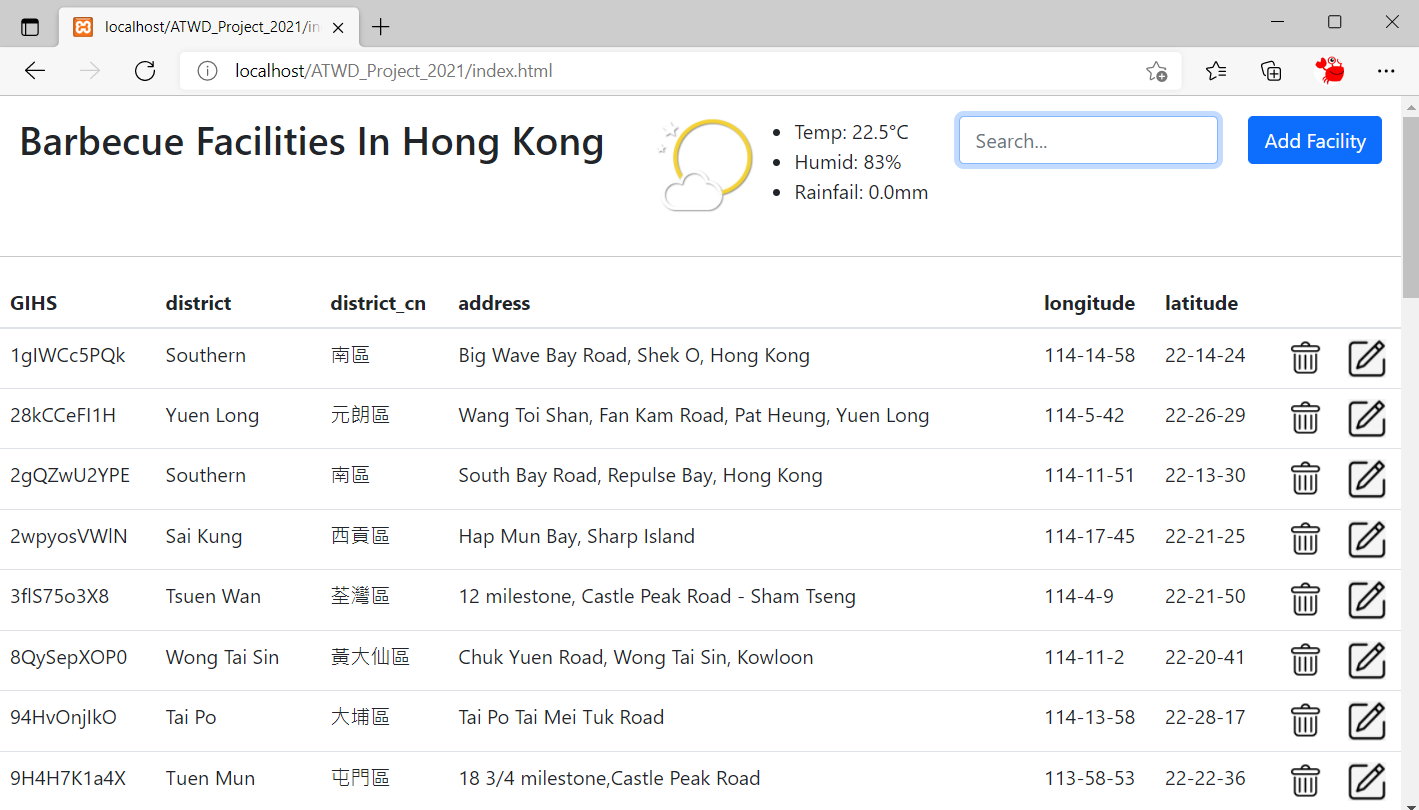 localhost/ATWD_Project_2021/in
localhost/ATWD_Project_2021/index.html
Barbecue Facilities In Hong Kong
Temp: 22.5°C
Humid: 83%
Rainfail: 0.0mm
Search...
Add Facility
GIHS district district_cn address longitude latitude
1gIWCc5PQk Southern 南區 Big Wave Bay Road, Shek O, Hong Kong 114-14-58 22-14-24
28kCCeFI1H Yuen Long 元朗區 Wang Toi Shan, Fan Kam Road, Pat Heung, Yuen Long 114-5-42 22-26-29
2gQZwU2YPE Southern 南區 South Bay Road, Repulse Bay, Hong Kong 114-11-51 22-13-30
2wpyosVWlN Sai Kung 西貢區 Hap Mun Bay, Sharp Island 114-17-45 22-21-25
3flS75o3X8 Tsuen Wan 荃灣區 12 milestone, Castle Peak Road - Sham Tseng 114-4-9 22-21-50
8QySepXOP0 Wong Tai Sin 黃大仙區 Chuk Yuen Road, Wong Tai Sin, Kowloon 114-11-2 22-20-41
94HvOnjIkO Tai Po 大埔區 Tai Po Tai Mei Tuk Road 114-13-58 22-28-17
9H4H7K1a4X Tuen Mun 屯門區 18 3/4 milestone,Castle Peak Road 113-58-53 22-22-36